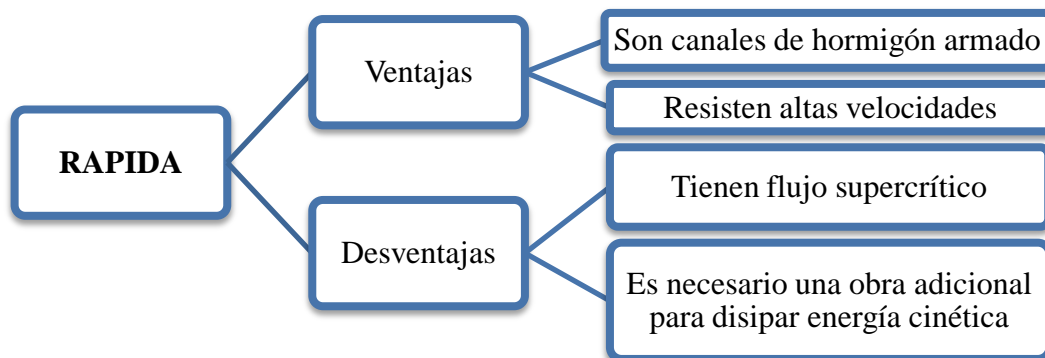 RAPIDA
Ventajas
Son canales de hormigón armado
Resisten altas velocidades
Desventajas
Tienen flujo supercrítico
Es necesario una obra adicional
para disipar energía cinética